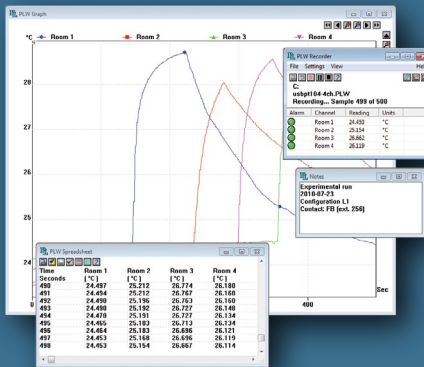 PLW Graph
°C
Room 1
Room 2
Room 3
Room 4
28
27
26
25
24
400
Sec
PLW Recorder
File Settings View
C:
usbpt104-4ch.PLW
Recording... Sample 499 of 500
Alarm Channel Reading Units
Room 1 24.450 °C
Room 2 25.154 °C
Room 3 26.662 °C
Room 4 26.119 °C
Notes
Experimental run
2010-07-23
Configuration L1
Contact: FB (ext. 256)
PLW Spreadsheet
Time Room 1 Room 2 Room 3 Room 4
Seconds (°C) (°C) (°C) (°C)
490 24.497 25.212 26.774 26.180
491 24.494 25.212 26.767 26.160
492 24.490 25.196 26.763 26.160
493 24.490 25.192 26.727 26.148
494 24.470 25.191 26.727 26.134
495 24.465 25.183 26.713 26.134
496 24.464 25.183 26.696 26.121
497 24.453 25.168 26.696 26.119
498 24.453 25.154 26.667 26.114